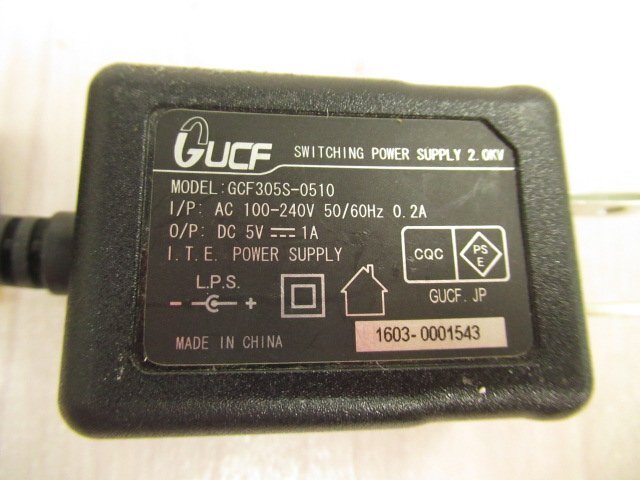 GUCF SWITCHING POWER SUPPLY 2.0KV
MODEL:GCF305S-0510
I/P: AC 100-240V 50/60Hz 0.2A
O/P: DC 5V⎓1A
I.T.E. POWER SUPPLY
CQC PS E
L.P.S.
- +
GUCF.JP
MADE IN CHINA 1603-0001543